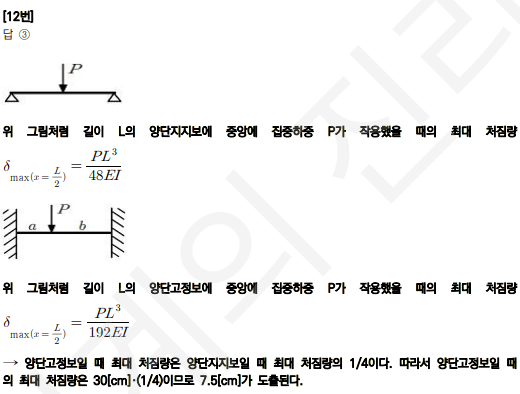 [12번]
답 ③
P
위 그림처럼 길이 L의 양단지지보에 중앙에 집중하중 P가 작용했을 때의 최대 처짐량
δ_max(x = L/2) = PL³/48EI
P
a b
위 그림처럼 길이 L의 양단고정보에 중앙에 집중하중 P가 작용했을 때의 최대 처짐량
δ_max(x = L/2) = PL³/192EI
→ 양단고정보일 때 최대 처짐량은 양단지지보일 때 최대 처짐량의 1/4이다. 따라서 양단고정보일 때
의 최대 처짐량은 30[cm]·(1/4)이므로 7.5[cm]가 도출된다.